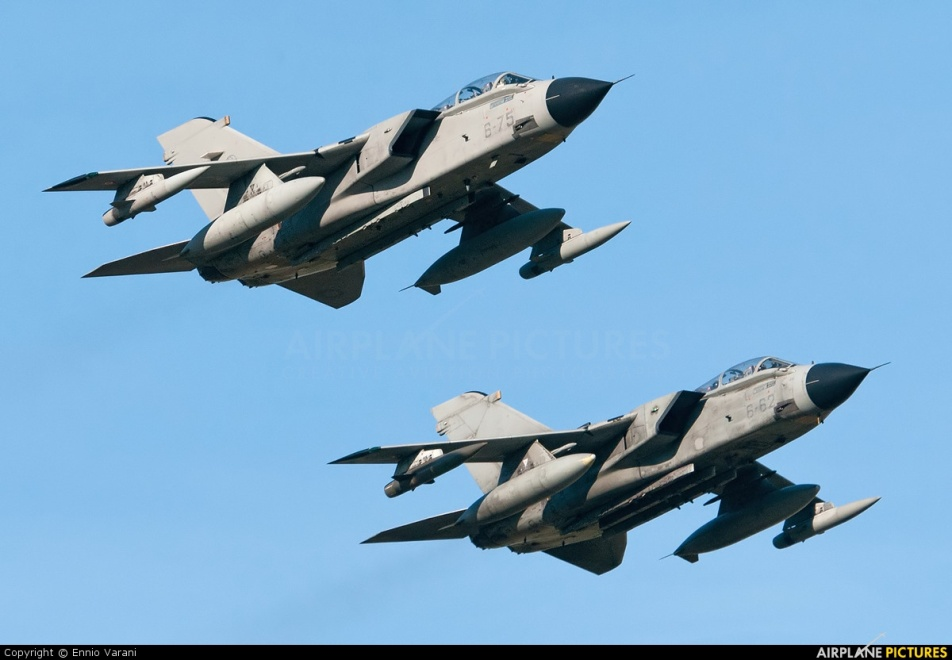 6-75
AIRPLANE PICTURES
6-62
Copyright © Ennio Varani
AIRPLANE PICTURES